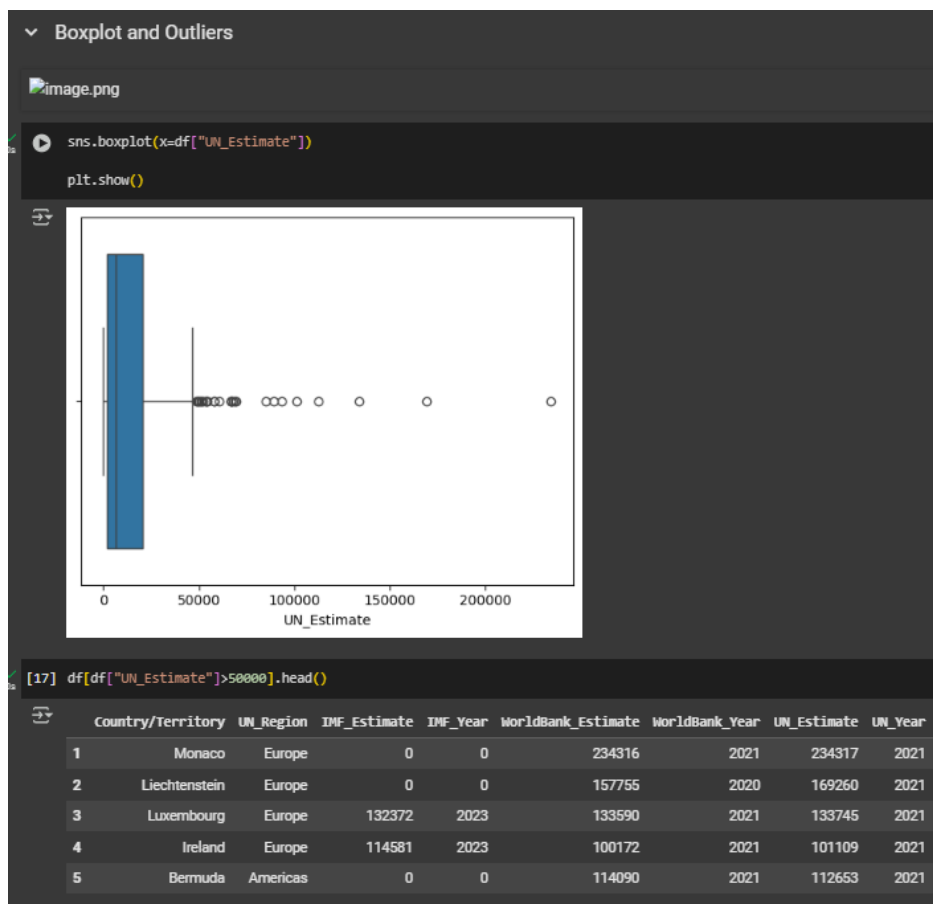 Boxplot and Outliers
image.png
sns.boxplot(x=df["UN_Estimate"])
plt.show()
0 50000 100000 150000 200000
UN_Estimate
[17] df[df["UN_Estimate"]>50000].head()
Country/Territory UN_Region IMF_Estimate IMF_Year WorldBank_Estimate WorldBank_Year UN_Estimate UN_Year
1 Monaco Europe 0 0 234316 2021 234317 2021
2 Liechtenstein Europe 0 0 157755 2020 169260 2021
3 Luxembourg Europe 132372 2023 133590 2021 133745 2021
4 Ireland Europe 114581 2023 100172 2021 101109 2021
5 Bermuda Americas 0 0 114090 2021 112653 2021